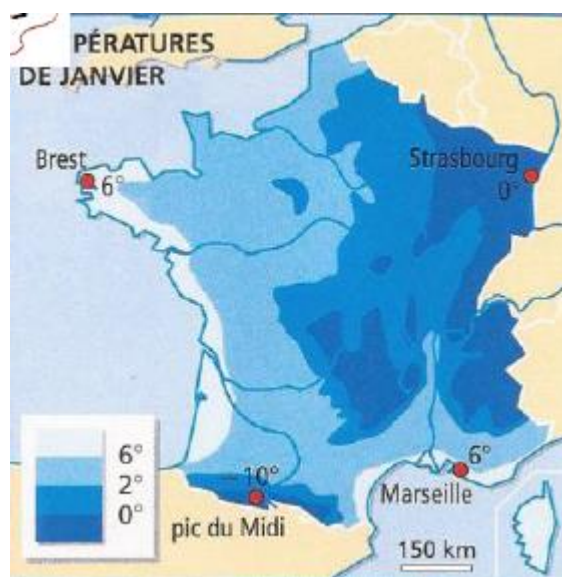 PÉRATURES
DE JANVIER
Brest
6°
Strasbourg
0°
6°
2°
0°
–10°
pic du Midi
6°
Marseille
150 km